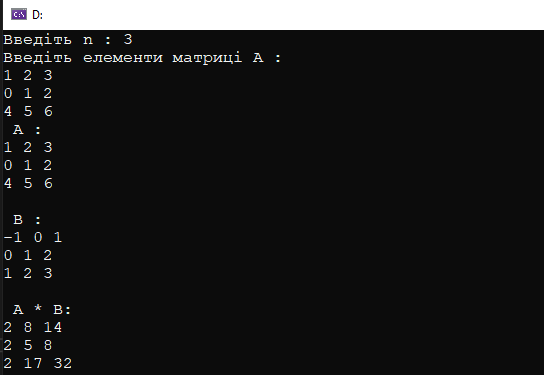 D:
Введіть n : 3
Введіть елементи матриці A :
1 2 3
0 1 2
4 5 6
A :
1 2 3
0 1 2
4 5 6
B :
-1 0 1
0 1 2
1 2 3
A * B:
2 8 14
2 5 8
2 17 32